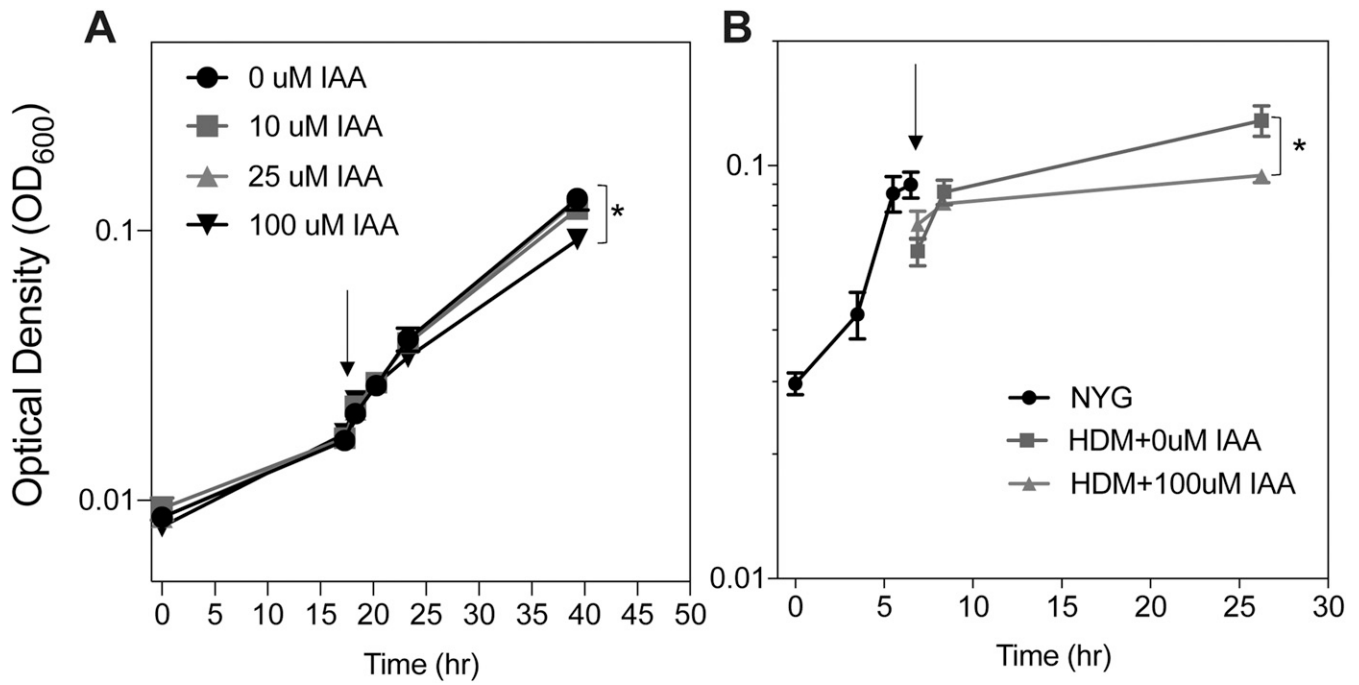 A
0 uM IAA
10 uM IAA
25 uM IAA
100 uM IAA
*
0.1
0.01
Optical Density (OD600)
0 5 10 15 20 25 30 35 40 45 50
Time (hr)
B
*
0.1
0.01
NYG
HDM+0uM IAA
HDM+100uM IAA
0 5 10 15 20 25 30
Time (hr)